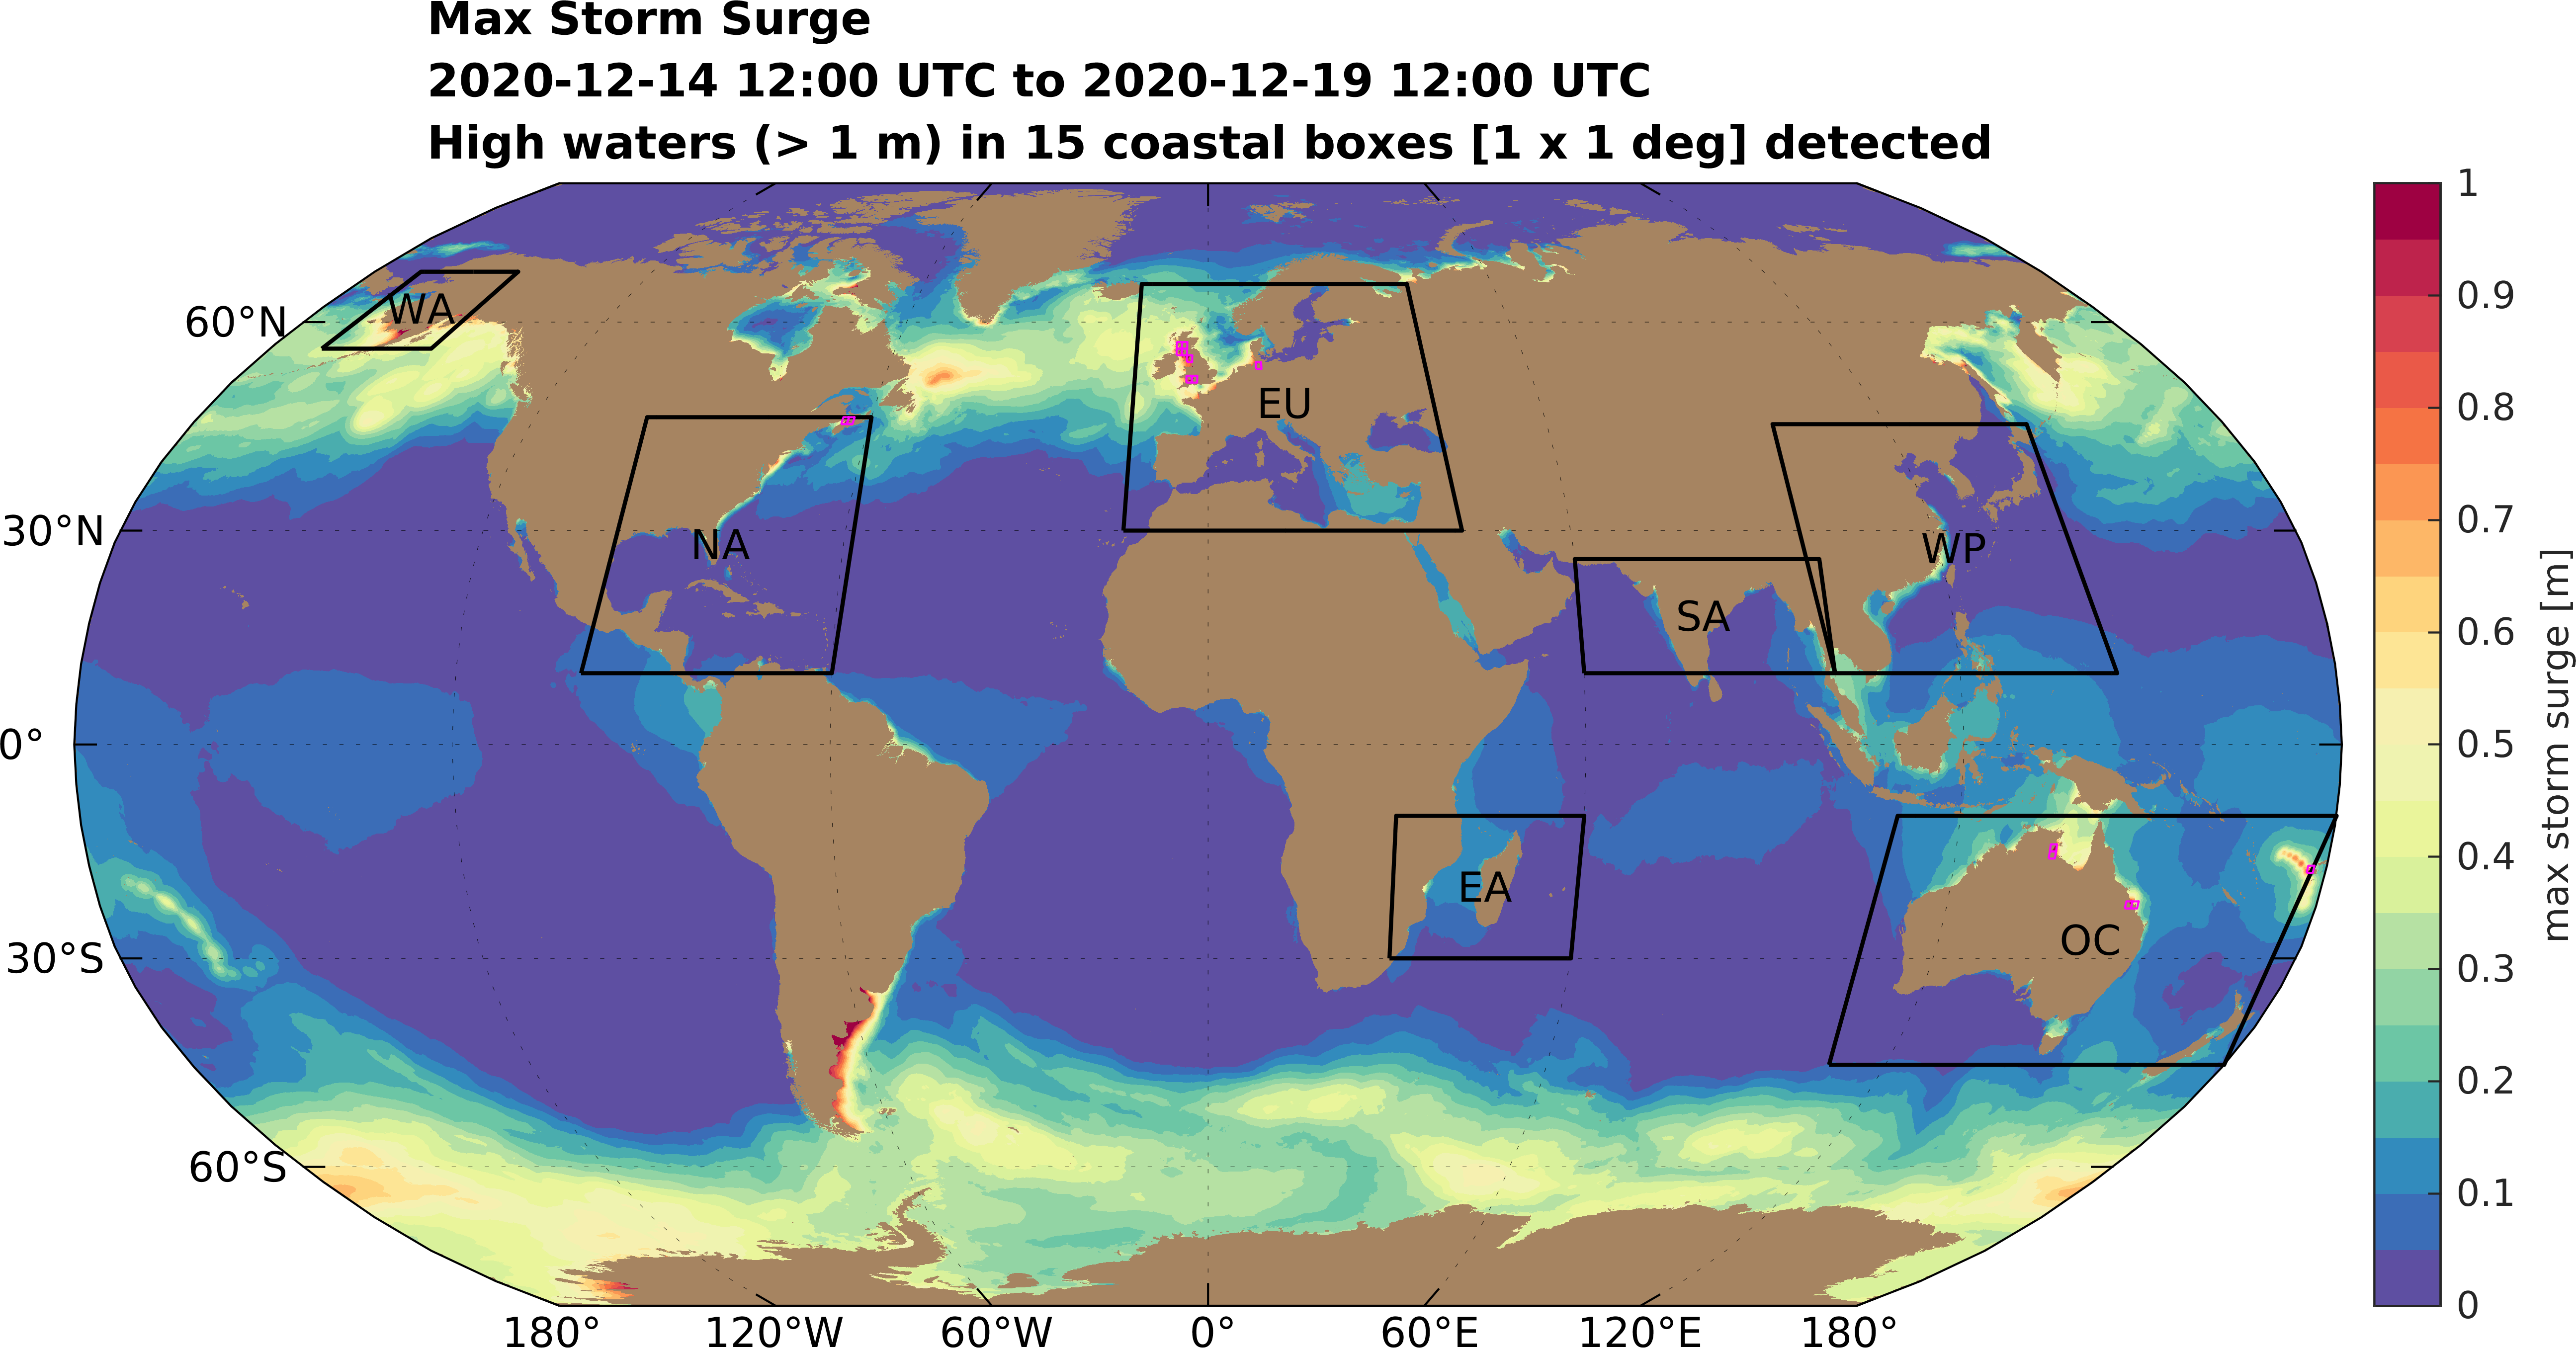 Max Storm Surge
2020-12-14 12:00 UTC to 2020-12-19 12:00 UTC
High waters (> 1 m) in 15 coastal boxes [1 x 1 deg] detected
60°N
30°N
0°
30°S
60°S
WA
NA
EU
SA
WP
EA
OC
180°
120°W
60°W
0°
60°E
120°E
180°
1
0.9
0.8
0.7
0.6
0.5
0.4
0.3
0.2
0.1
0
max storm surge [m]